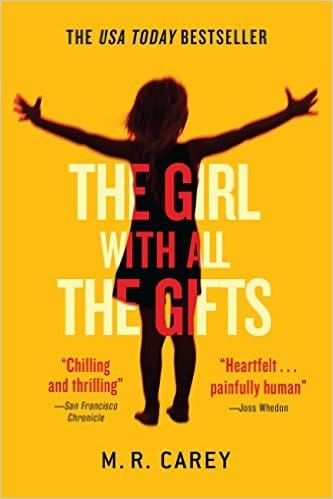 THE USA TODAY BESTSELLER
THE GIRL
WITH ALL
THE GIFTS
“Chilling
and thrilling”
—San Francisco
Chronicle
“Heartfelt . . .
painfully human”
—Joss Whedon
M. R. CAREY